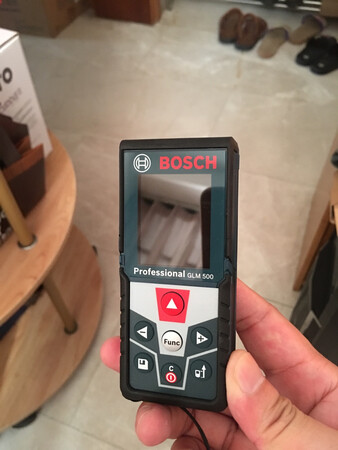 BOSCH
Professional GLM 500
Func
C